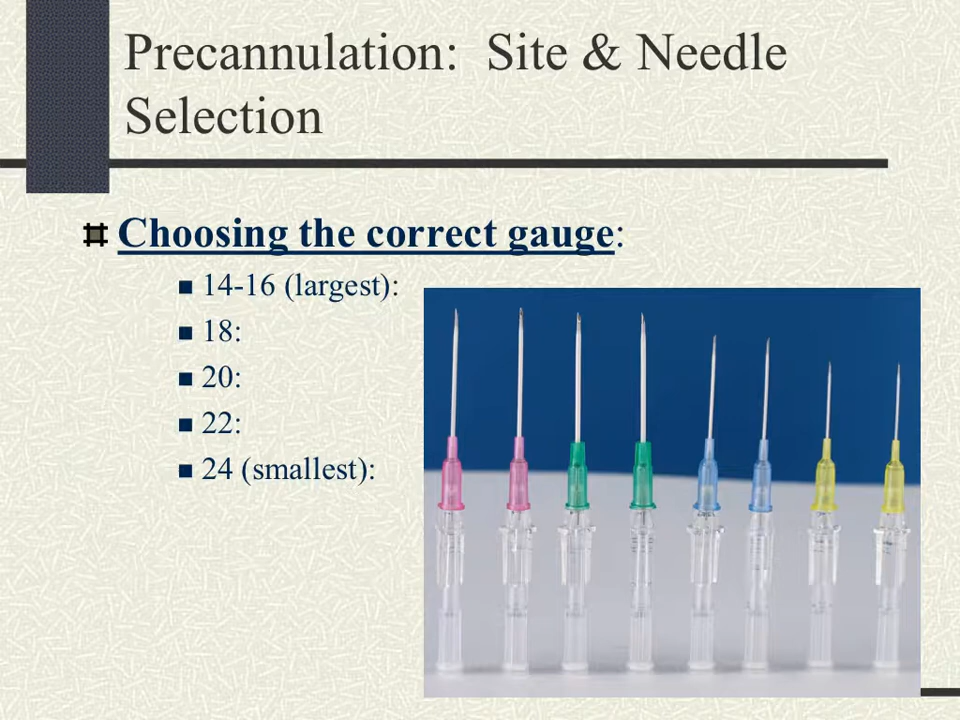 Precannulation: Site & Needle
Selection
Choosing the correct gauge:
14-16 (largest):
18:
20:
22:
24 (smallest):